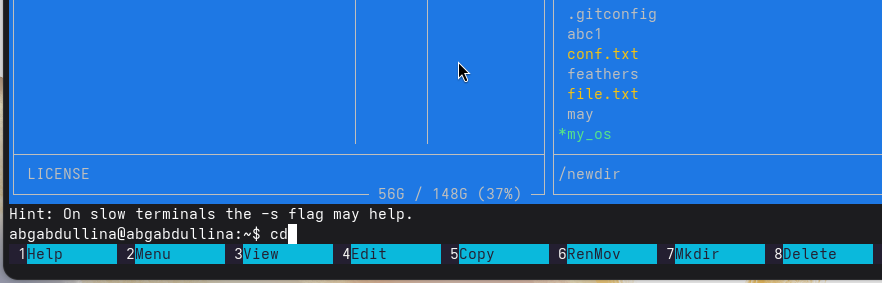 .gitconfig
abc1
conf.txt
feathers
file.txt
may
*my_os
LICENSE
/newdir
56G / 148G (37%)
Hint: On slow terminals the -s flag may help.
abgabdullina@abgabdullina:~$ cd
1Help 2Menu 3View 4Edit 5Copy 6RenMov 7Mkdir 8Delete